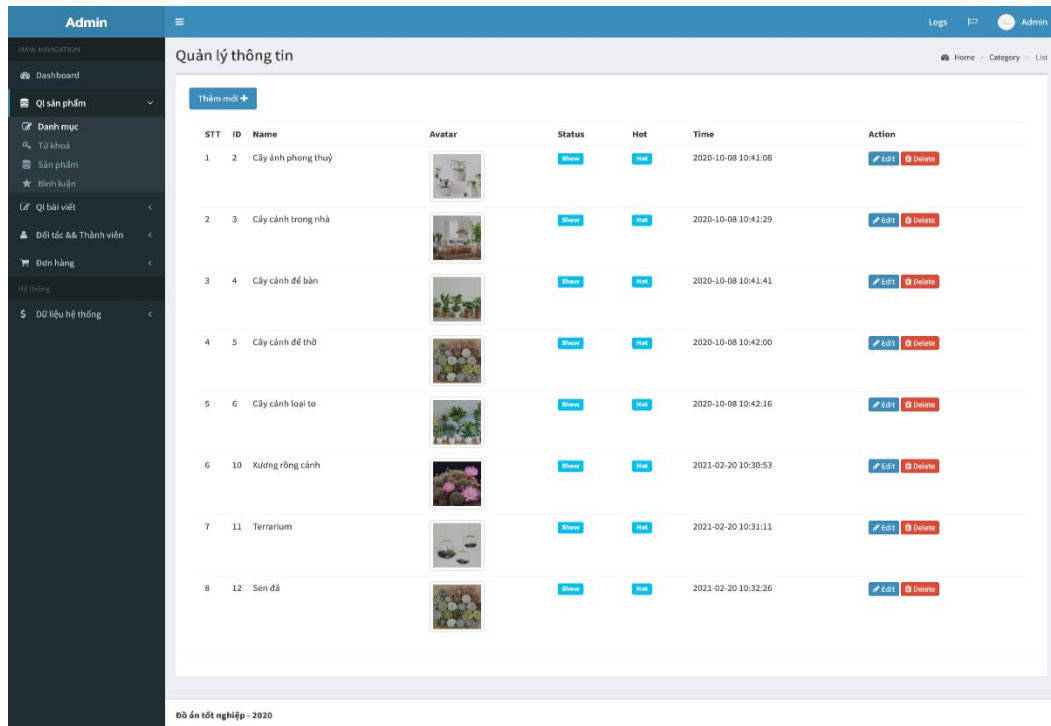 Admin
Logs Admin
MAIN NAVIGATION
Quản lý thông tin
Home > Category > List
Dashboard
Ql sản phẩm
Danh mục
Từ khoá
Sản phẩm
Bình luận
Ql bài viết
Đối tác && Thành viên
Đơn hàng
Hệ thống
Dữ liệu hệ thống
Thêm mới +
STT ID Name Avatar Status Hot Time Action
1 2 Cây ảnh phong thuỷ Show Hot 2020-10-08 10:41:08 Edit Delete
2 3 Cây cảnh trong nhà Show Hot 2020-10-08 10:41:29 Edit Delete
3 4 Cây cảnh để bàn Show Hot 2020-10-08 10:41:41 Edit Delete
4 5 Cây cảnh để thờ Show Hot 2020-10-08 10:42:00 Edit Delete
5 6 Cây cảnh loại to Show Hot 2020-10-08 10:42:16 Edit Delete
6 10 Xương rồng cảnh Show Hot 2021-02-20 10:30:53 Edit Delete
7 11 Terrarium Show Hot 2021-02-20 10:31:11 Edit Delete
8 12 Sen đá Show Hot 2021-02-20 10:32:26 Edit Delete
Đồ án tốt nghiệp - 2020